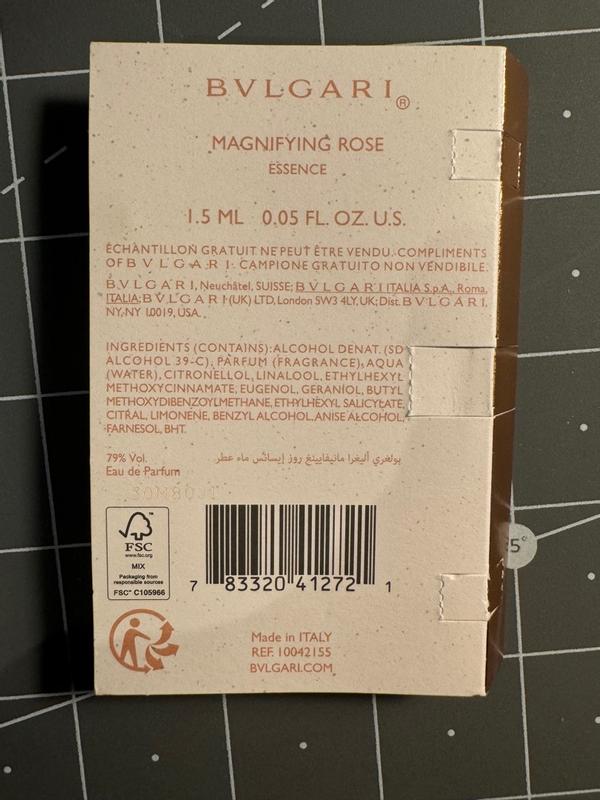 BVLGARI®
MAGNIFYING ROSE
ESSENCE
1.5 ML 0.05 FL. OZ. U.S.
ÉCHANTILLON GRATUIT NE PEUT ÊTRE VENDU. COMPLIMENTS
OF BVLGARI. CAMPIONE GRATUITO NON VENDIBILE.
BVLGARI, Neuchâtel, SUISSE; BVLGARI ITALIA S.p.A., Roma,
ITALIA; BVLGARI (UK) LTD, London SW3 4LY, UK; Dist. BVLGARI,
NY, NY 10019, USA.
INGREDIENTS (CONTAINS): ALCOHOL DENAT. (SD
ALCOHOL 39-C), PARFUM (FRAGRANCE), AQUA
(WATER), CITRONELLOL, LINALOOL, ETHYLHEXYL
METHOXYCINNAMATE, EUGENOL, GERANIOL, BUTYL
METHOXYDIBENZOYLMETHANE, ETHYLHEXYL SALICYLATE,
CITRAL, LIMONENE, BENZYL ALCOHOL, ANISE ALCOHOL,
FARNESOL, BHT.
79% Vol. بولغري أليغرا مانيفايينغ روز إيسانس ماء عطر.
Eau de Parfum
FSC™
www.fsc.org
MIX
Packaging from
responsible sources
FSC® C105966
7 83320 41272 1
Made in ITALY
REF. 10042155
BVLGARI.COM
5°